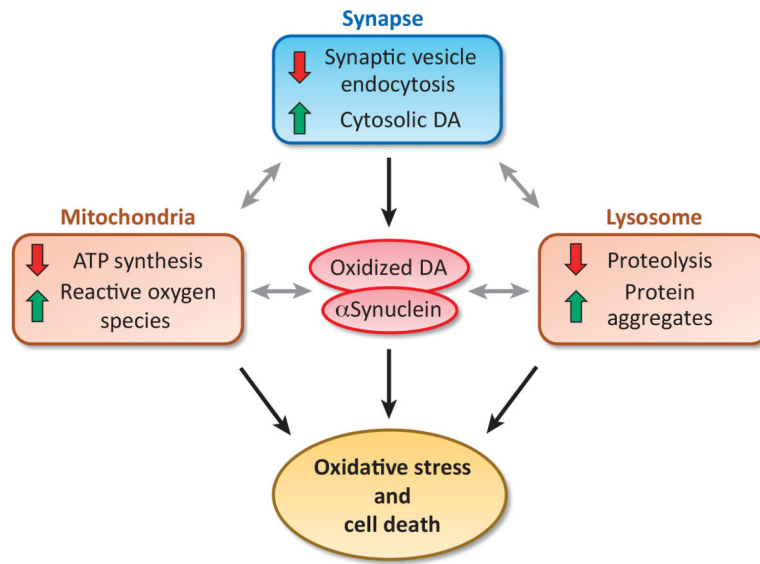 Synapse
Synaptic vesicle
endocytosis
Cytosolic DA
Mitochondria
ATP synthesis
Reactive oxygen
species
Oxidized DA
αSynuclein
Lysosome
Proteolysis
Protein
aggregates
Oxidative stress
and
cell death